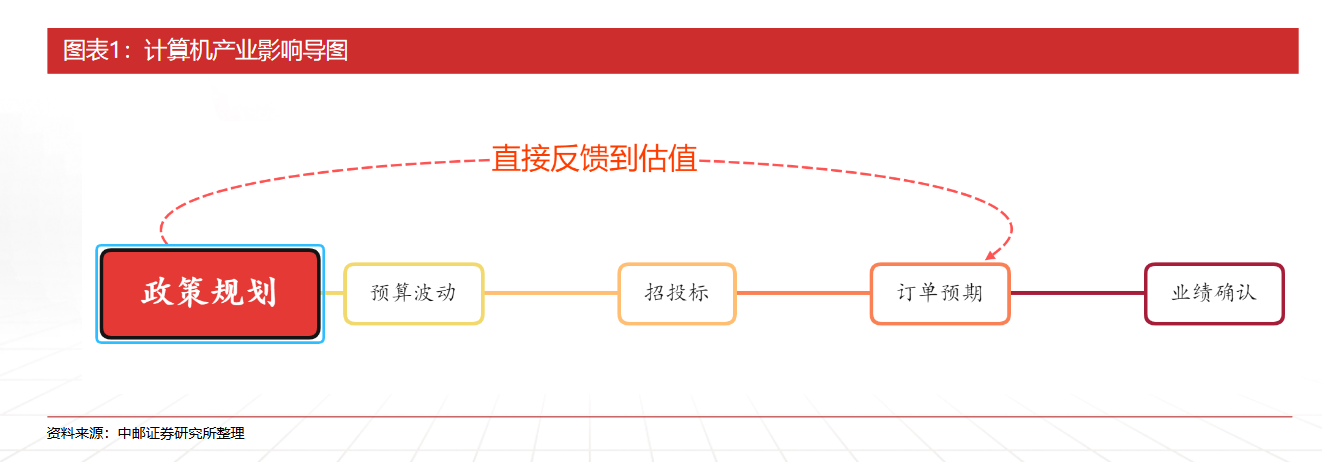 图表1：计算机产业影响导图
直接反馈到估值
政策规划
预算波动
招投标
订单预期
业绩确认
资料来源：中邮证券研究所整理